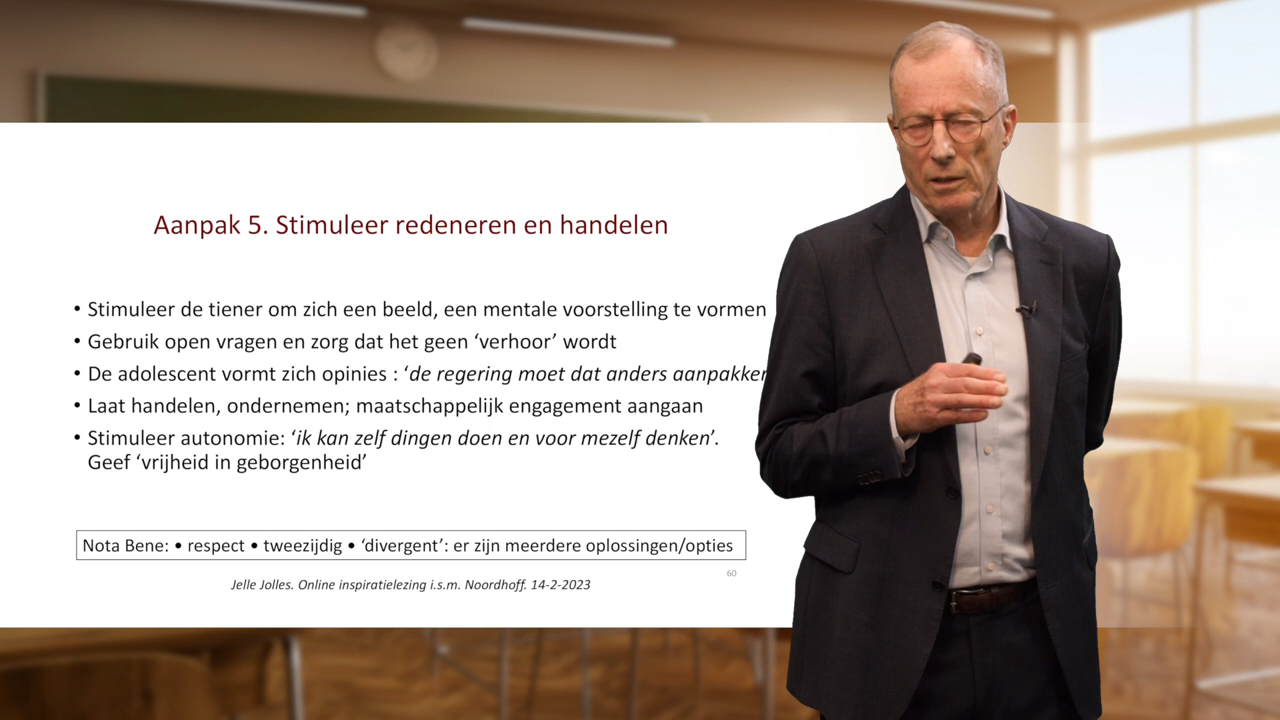 Aanpak 5. Stimuleer redeneren en handelen
• Stimuleer de tiener om zich een beeld, een mentale voorstelling te vormen
• Gebruik open vragen en zorg dat het geen ‘verhoor’ wordt
• De adolescent vormt zich opinies : ‘de regering moet dat anders
• Laat handelen, ondernemen; maatschappelijk engagement aangaan
• Stimuleer autonomie: ‘ik kan zelf dingen doen en voor mezelf denken’.
Geef ‘vrijheid in geborgenheid’
Nota Bene: • respect • tweezijdig • ‘divergent’: er zijn meerdere oplossingen/opties
60
Jelle Jolles. Online inspiratielezing i.s.m. Noordhoff. 14-2-2023